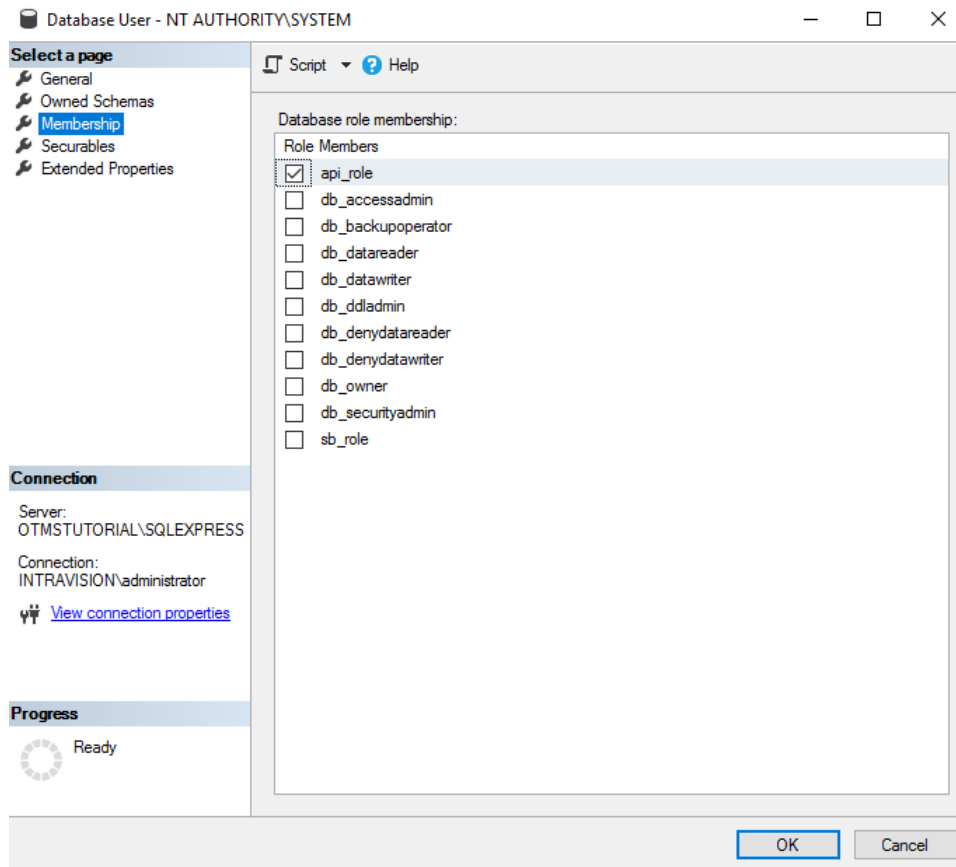 Database User - NT AUTHORITY\SYSTEM
Select a page
General
Owned Schemas
Membership
Securables
Extended Properties
Script
Help
Database role membership:
Role Members
api_role
db_accessadmin
db_backupoperator
db_datareader
db_datawriter
db_ddladmin
db_denydatareader
db_denydatawriter
db_owner
db_securityadmin
sb_role
Connection
Server:
OTMSTUTORIAL\SQLEXPRESS
Connection:
INTRAVISION\administrator
View connection properties
Progress
Ready
OK
Cancel